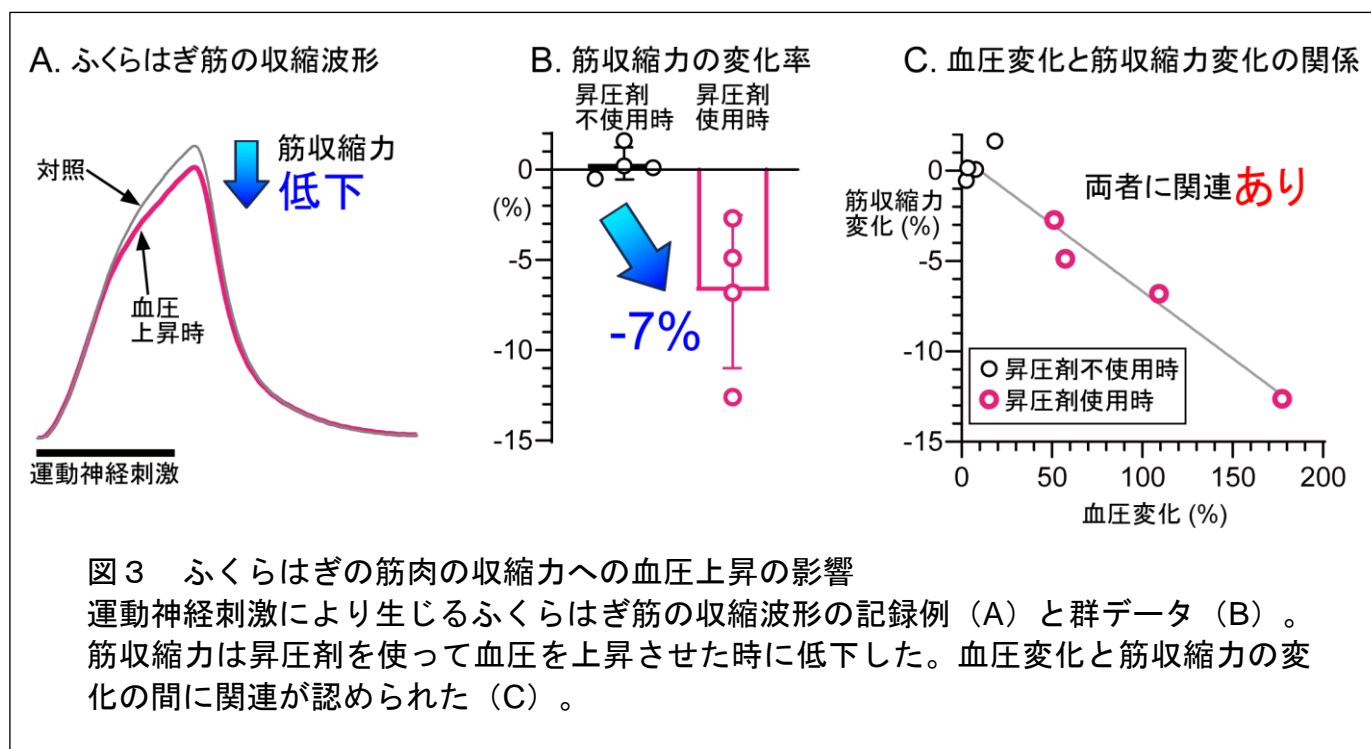 A. ふくらはぎ筋の収縮波形
対照
筋収縮力
低下
血圧
上昇時
運動神経刺激
B. 筋収縮力の変化率
昇圧剤
不使用時
昇圧剤
使用時
0
(%)
-5
-10
-15
-7%
C. 血圧変化と筋収縮力変化の関係
0
筋収縮力
変化 (%)
-5
-10
-15
両者に関連あり
昇圧剤不使用時
昇圧剤使用時
0 50 100 150 200
血圧変化 (%)
図3 ふくらはぎの筋肉の収縮力への血圧上昇の影響
運動神経刺激により生じるふくらはぎ筋の収縮波形の記録例（A）と群データ（B）。
筋収縮力は昇圧剤を使って血圧を上昇させた時に低下した。血圧変化と筋収縮力の変
化の間に関連が認められた（C）。